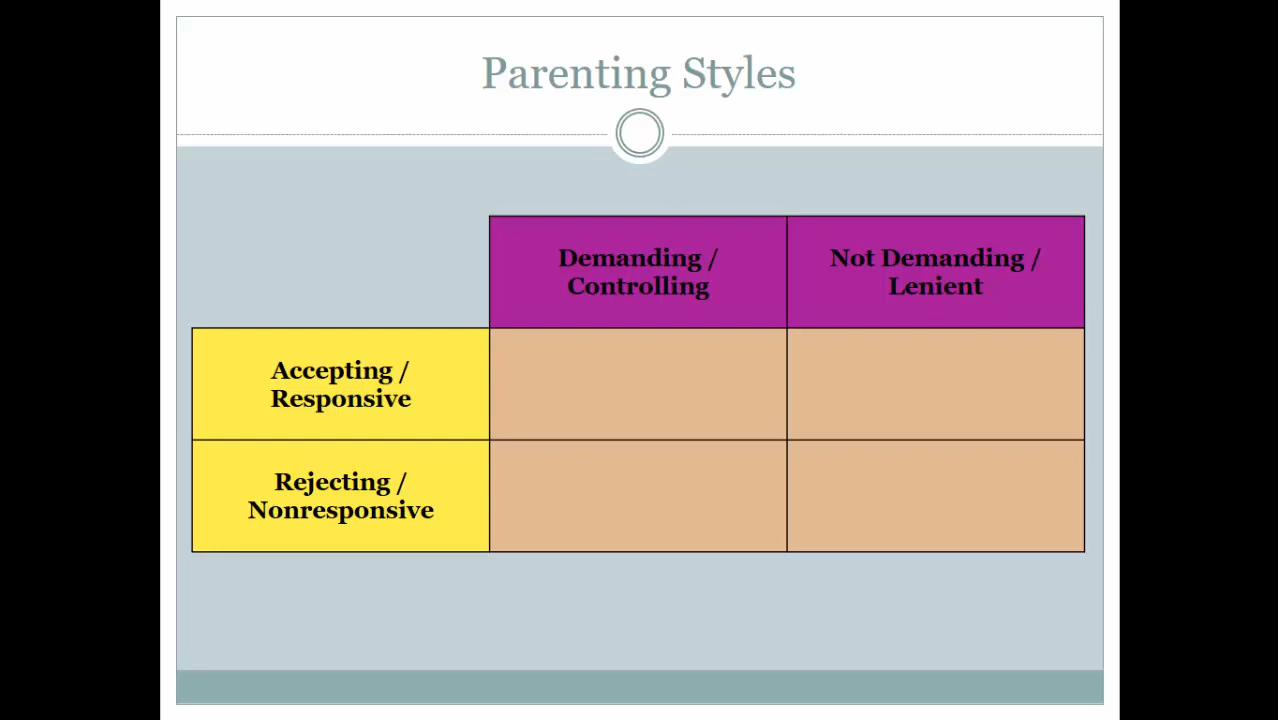 Parenting Styles
Demanding /
Controlling
Not Demanding /
Lenient
Accepting /
Responsive
Rejecting /
Nonresponsive